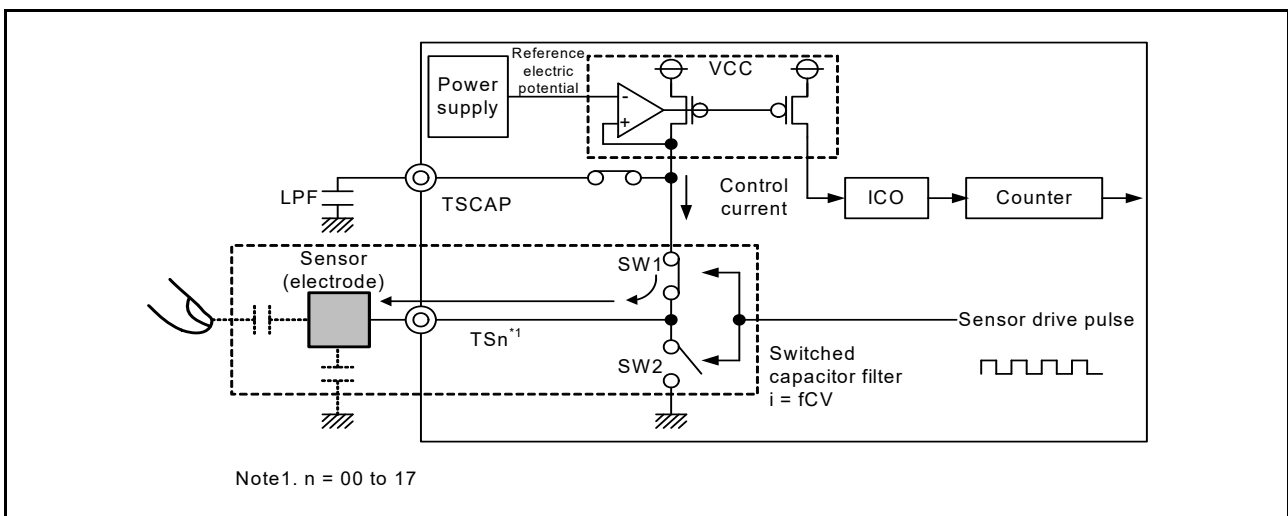 Reference
electric
potential
VCC
Power
supply
-
+
LPF
TSCAP
Control
current
ICO
Counter
Sensor
(electrode)
SW1
TSn*1
Sensor drive pulse
SW2
Switched
capacitor filter
i = fCV
Note1. n = 00 to 17